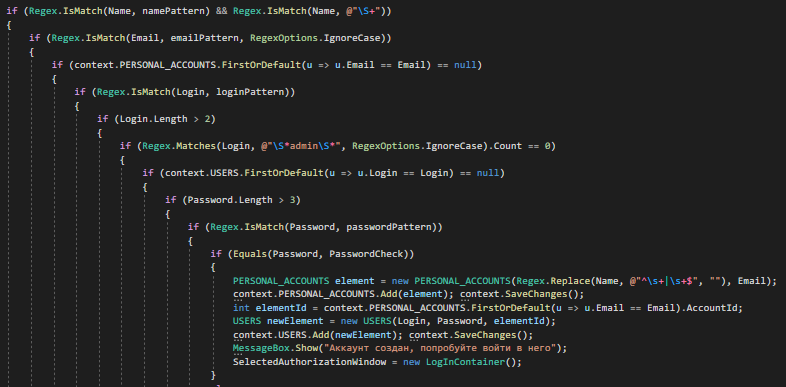 if (Regex.IsMatch(Name, namePattern) && Regex.IsMatch(Name, @"\S+"))
{
if (Regex.IsMatch(Email, emailPattern, RegexOptions.IgnoreCase))
{
if (context.PERSONAL_ACCOUNTS.FirstOrDefault(u => u.Email == Email) == null)
{
if (Regex.IsMatch(Login, loginPattern))
{
if (Login.Length > 2)
{
if (Regex.Matches(Login, @"\S*admin\S*", RegexOptions.IgnoreCase).Count == 0)
{
if (context.USERS.FirstOrDefault(u => u.Login == Login) == null)
{
if (Password.Length > 3)
{
if (Regex.IsMatch(Password, passwordPattern))
{
if (Equals(Password, PasswordCheck))
{
PERSONAL_ACCOUNTS element = new PERSONAL_ACCOUNTS(Regex.Replace(Name, @"^\s+|\s+$", ""), Email);
context.PERSONAL_ACCOUNTS.Add(element); context.SaveChanges();
int elementId = context.PERSONAL_ACCOUNTS.FirstOrDefault(u => u.Email == Email).AccountId;
USERS newElement = new USERS(Login, Password, elementId);
context.USERS.Add(newElement); context.SaveChanges();
MessageBox.Show("Аккаунт создан, попробуйте войти в него");
SelectedAuthorizationWindow = new LogInContainer();
}